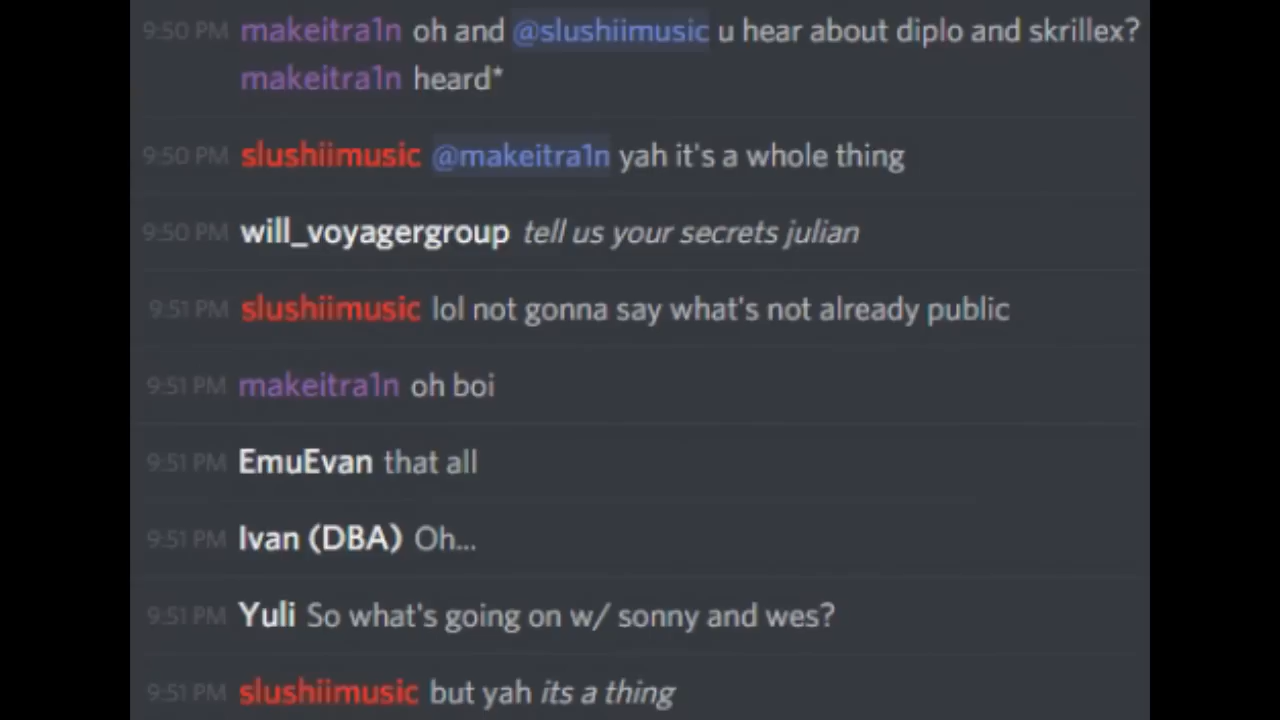 9:50 PM makeitra1n oh and @slushiimusic u hear about diplo and skrillex?
makeitra1n heard*
9:50 PM slushiimusic @makeitra1n yah it's a whole thing
9:50 PM will_voyagergroup tell us your secrets julian
9:51 PM slushiimusic lol not gonna say what's not already public
9:51 PM makeitra1n oh boi
9:51 PM EmuEvan that all
9:51 PM Ivan (DBA) Oh...
9:51 PM Yuli So what's going on w/ sonny and wes?
9:51 PM slushiimusic but yah its a thing